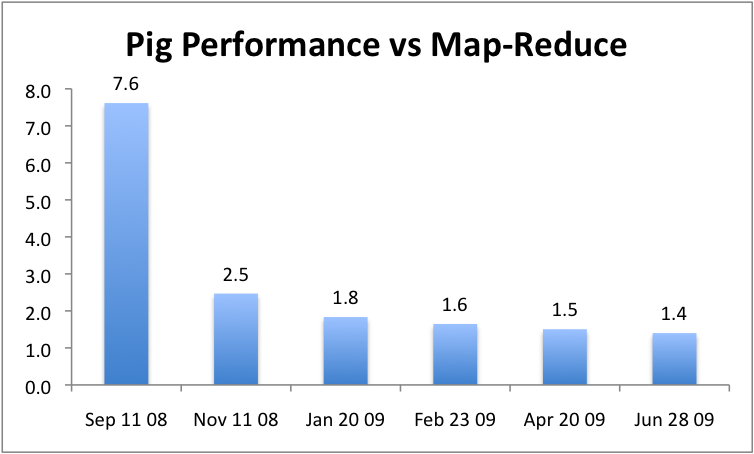 Pig Performance vs Map-Reduce
8.0
7.0
6.0
5.0
4.0
3.0
2.0
1.0
0.0
7.6
2.5
1.8
1.6
1.5
1.4
Sep 11 08
Nov 11 08
Jan 20 09
Feb 23 09
Apr 20 09
Jun 28 09